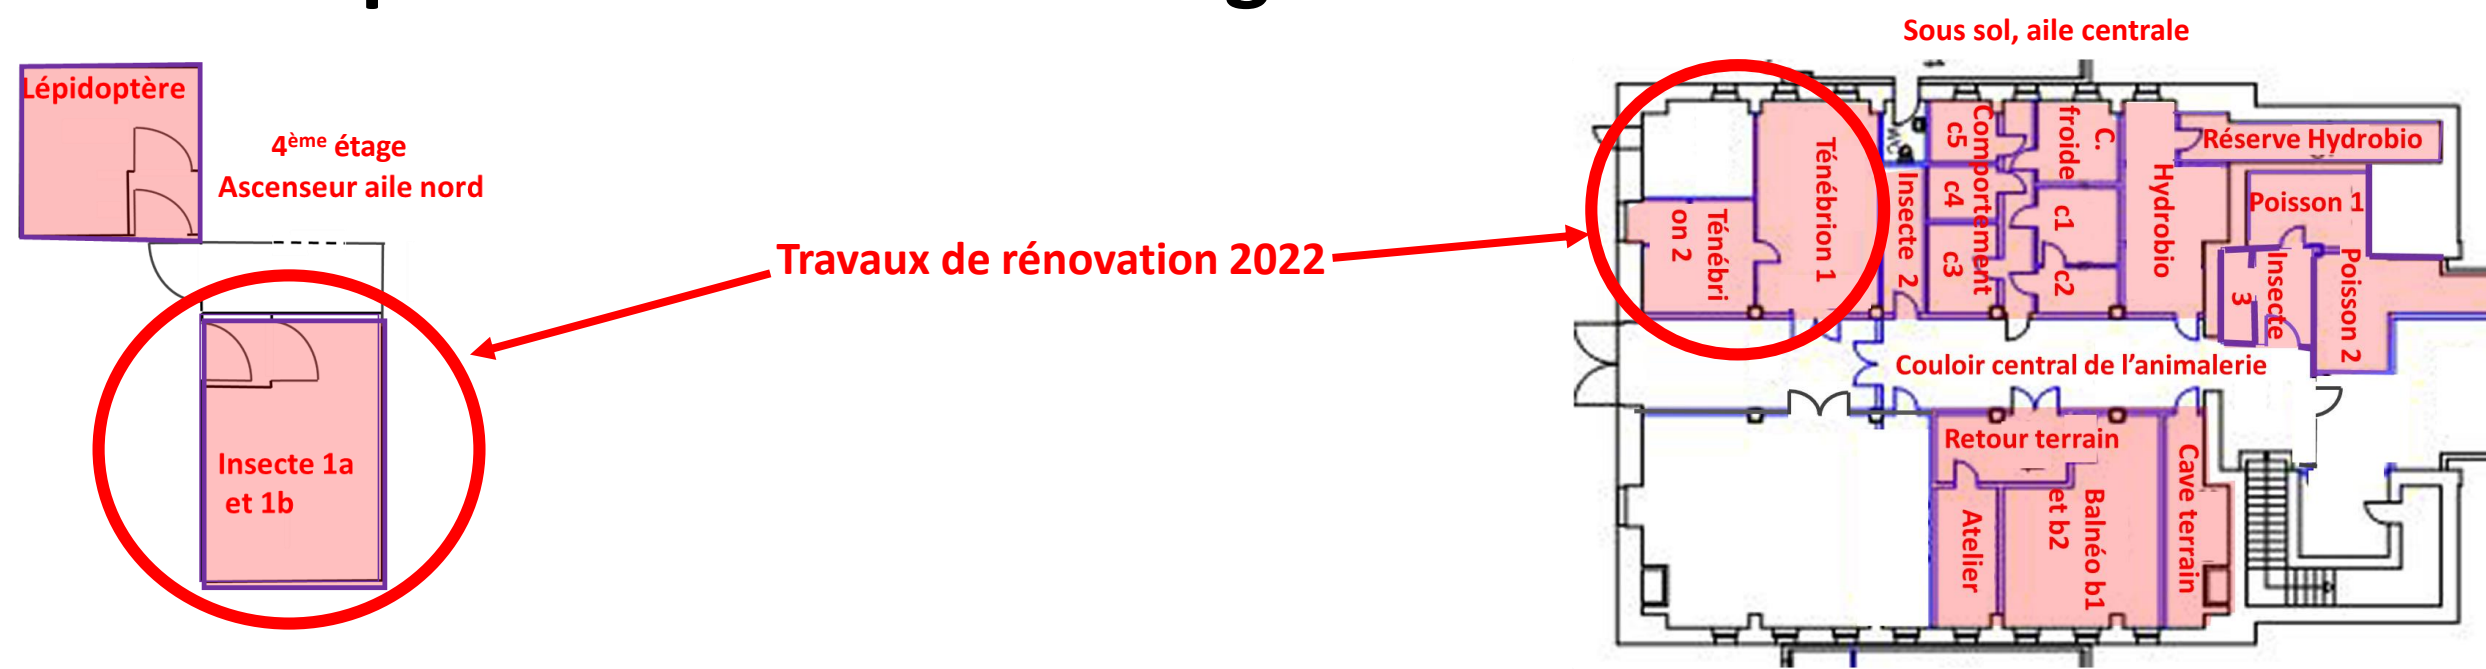 Sous sol, aile centrale
Lépidoptère
4ème étage
Ascenseur aile nord
Travaux de rénovation 2022
Insecte 1a
et 1b
Ténébrion 1
Ténébri
on 2
WC
Insecte 2
c5
c4
c3
Comportement
C.
froide
c1
c2
Hydrobio
Réserve Hydrobio
Poisson 1
Insecte
3
Poisson 2
Couloir central de l’animalerie
Retour terrain
Atelier
Balnéo b1
et b2
Cave terrain